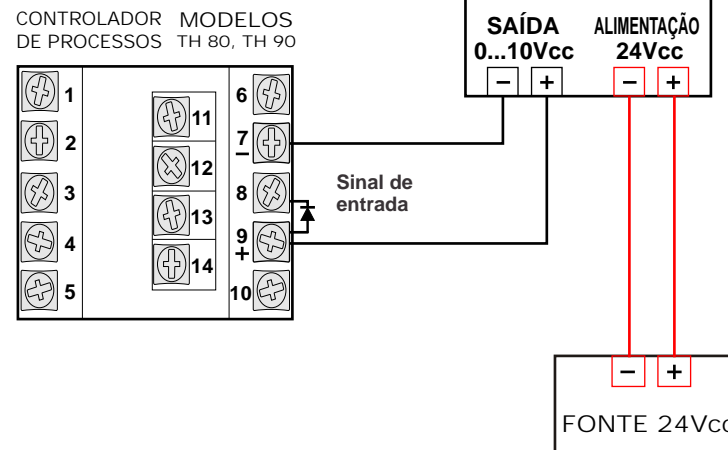 CONTROLADOR MODELOS
DE PROCESSOS TH 80, TH 90
SAÍDA
0...10Vcc
– +
ALIMENTAÇÃO
24Vcc
– +
1
2
3
4
5
11
12
13
14
6
7
–
8
9
+
10
Sinal de
entrada
– +
FONTE 24Vcc